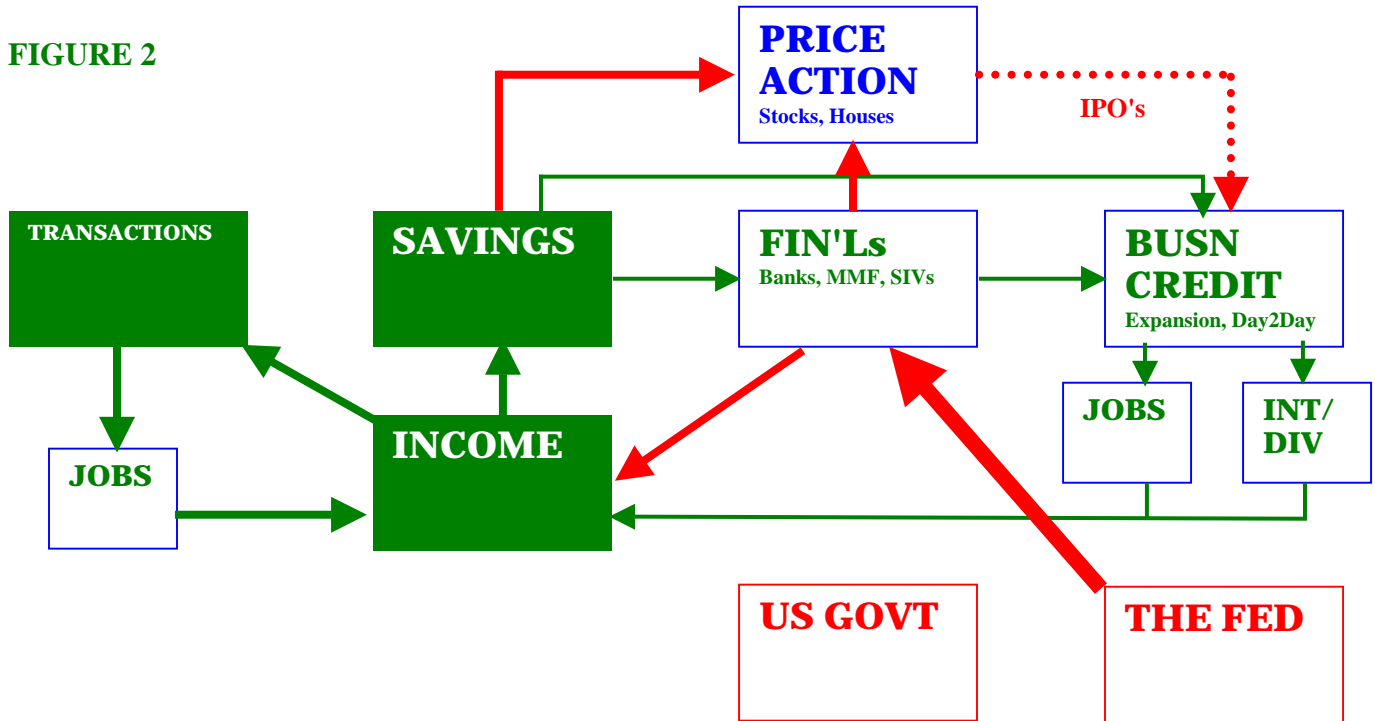 FIGURE 2
PRICE
ACTION
Stocks, Houses
IPO's
TRANSACTIONS
SAVINGS
FIN'Ls
Banks, MMF, SIVs
BUSN
CREDIT
Expansion, Day2Day
JOBS
INCOME
JOBS
INT/
DIV
US GOVT
THE FED